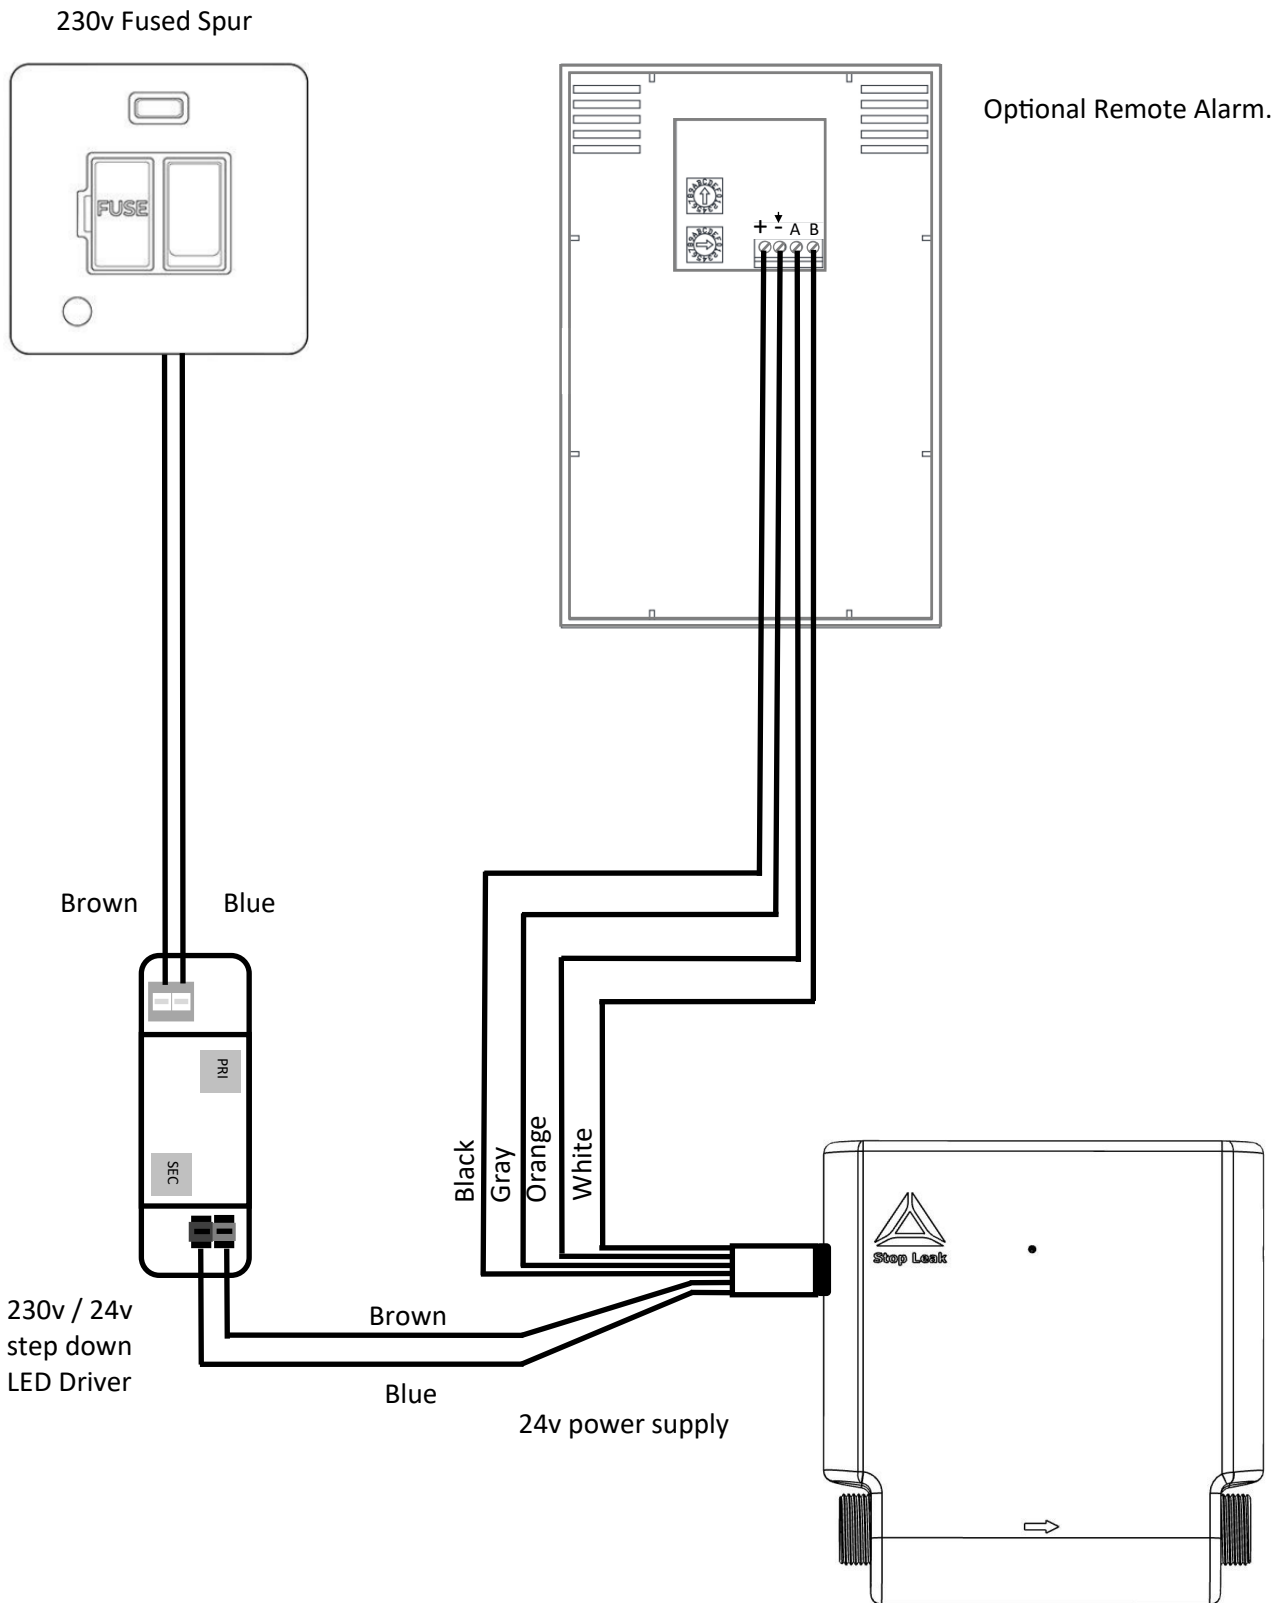 230v Fused Spur
Optional Remote Alarm.
FUSE
+ - A B
Brown
Blue
PRI
SEC
Black
Gray
Orange
White
Stop Leak
230v / 24v
step down
LED Driver
Brown
Blue
24v power supply